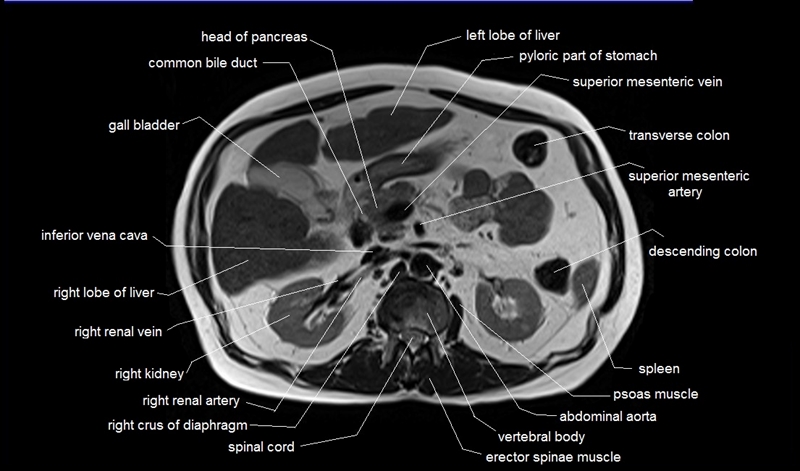 head of pancreas
common bile duct
gall bladder
inferior vena cava
right lobe of liver
right renal vein
right kidney
right renal artery
right crus of diaphragm
spinal cord
left lobe of liver
pyloric part of stomach
superior mesenteric vein
transverse colon
superior mesenteric
artery
descending colon
spleen
psoas muscle
abdominal aorta
vertebral body
erector spinae muscle